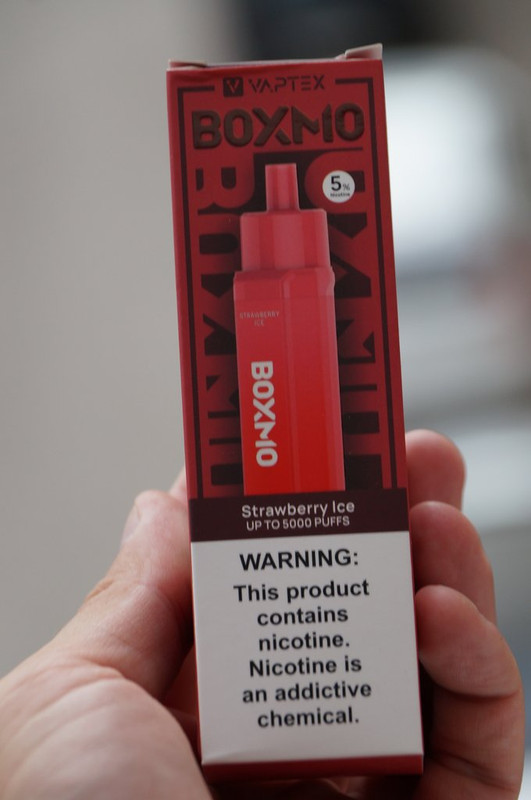 V VAPTEX
BOXMO
BOXMO
5%
nicotine
STRAWBERRY
ICE
BOXMO
Strawberry Ice
UP TO 5000 PUFFS
WARNING:
This product
contains
nicotine.
Nicotine is
an addictive
chemical.